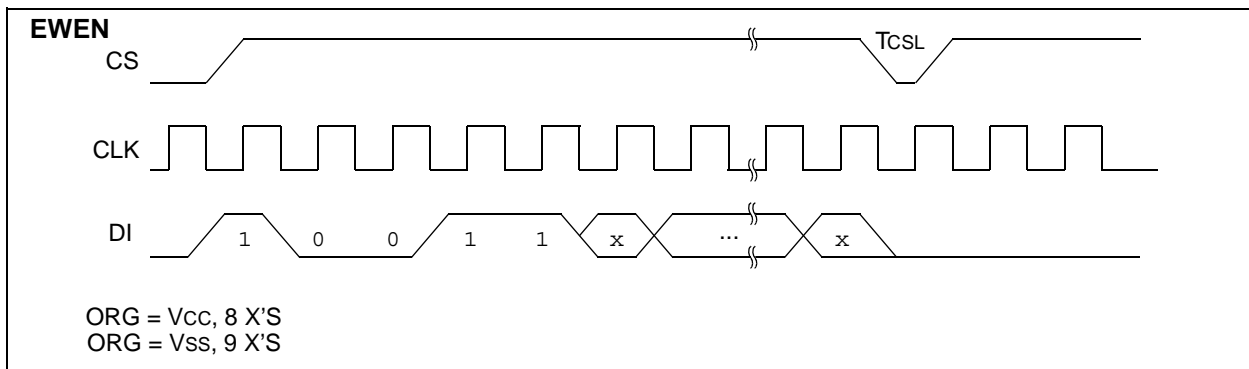 EWEN
CS
TCSL
CLK
DI
1 0 0 1 1 x ... x
ORG = VCC, 8 X'S
ORG = VSS, 9 X'S